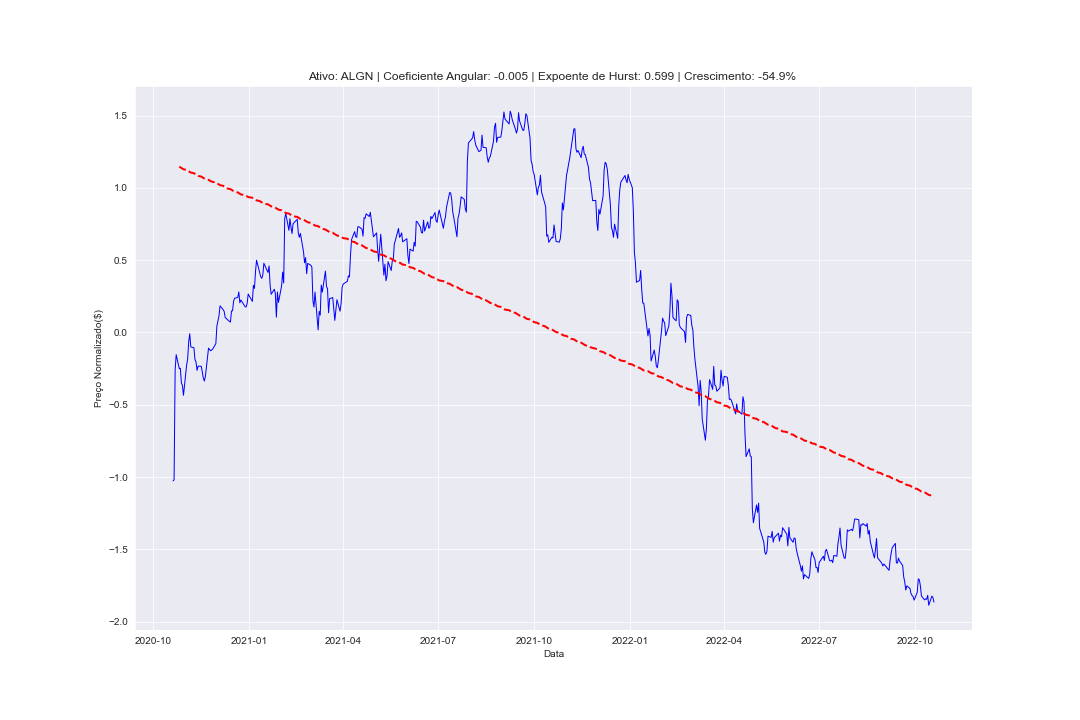 Ativo: ALGN | Coeficiente Angular: -0.005 | Expoente de Hurst: 0.599 | Crescimento: -54.9%
Preço Normalizado($)
1.5
1.0
0.5
0.0
−0.5
−1.0
−1.5
−2.0
2020-10 2021-01 2021-04 2021-07 2021-10 2022-01 2022-04 2022-07 2022-10
Data